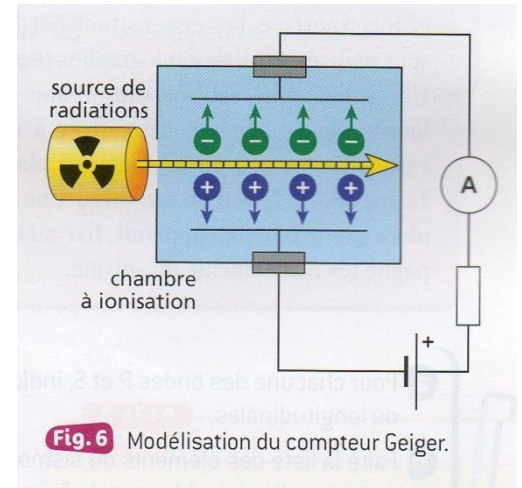 source de
radiations
A
chambre
à ionisation
+
Fig. 6 Modélisation du compteur Geiger.